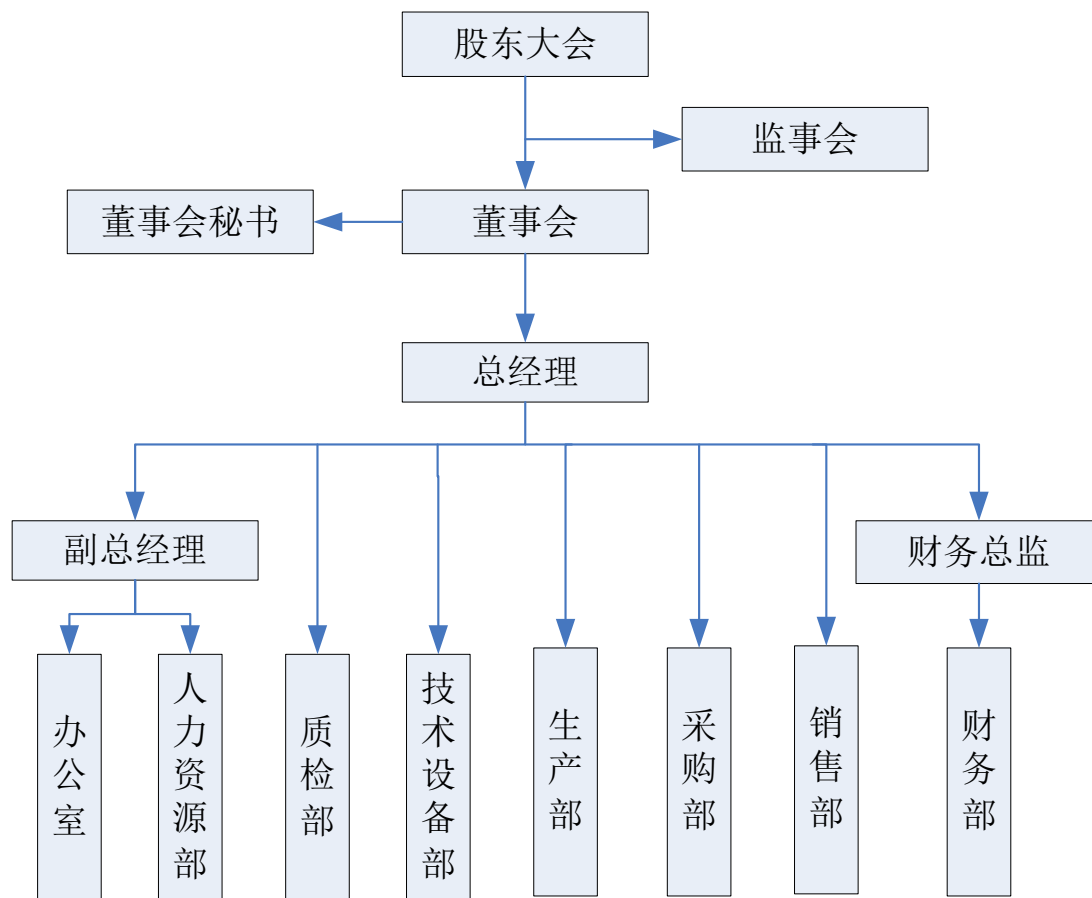 股东大会
监事会
董事会秘书
董事会
总经理
副总经理
财务总监
办公室
人力资源部
质检部
技术设备部
生产部
采购部
销售部
财务部